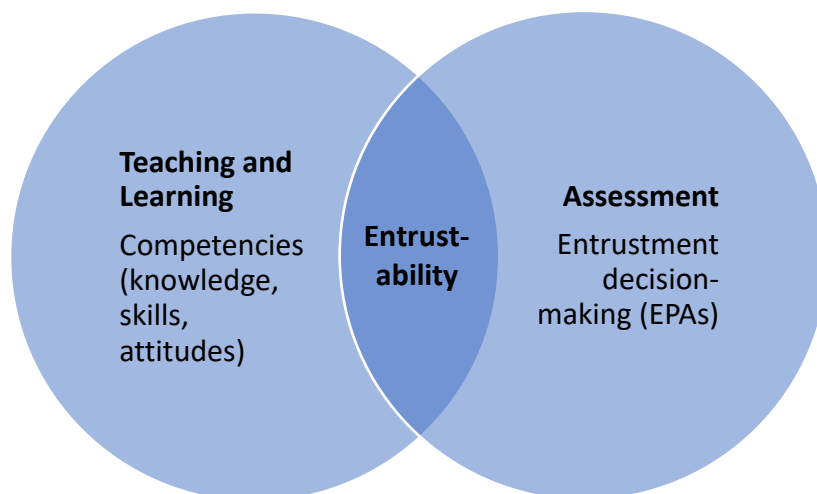 Teaching and
Learning
Competencies
(knowledge,
skills,
attitudes)
Entrust-
ability
Assessment
Entrustment
decision-
making (EPAs)